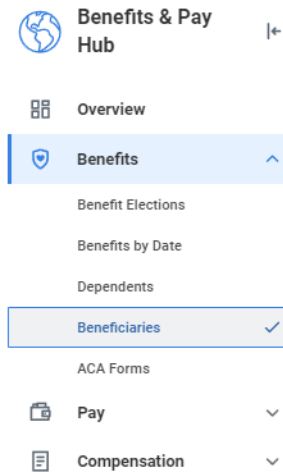 Benefits & Pay
Hub
Overview
Benefits
Benefit Elections
Benefits by Date
Dependents
Beneficiaries
ACA Forms
Pay
Compensation